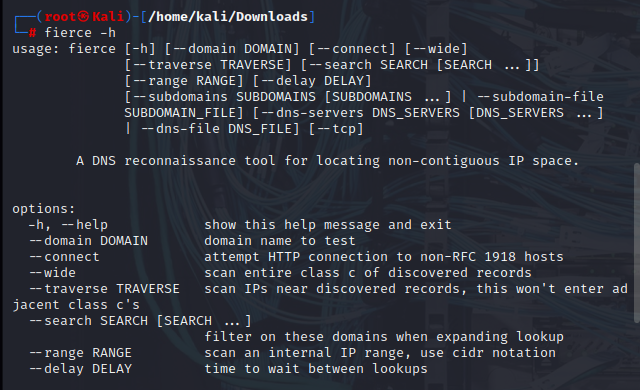 ┌──(root㉿Kali)-[/home/kali/Downloads]
└─# fierce -h
usage: fierce [-h] [--domain DOMAIN] [--connect] [--wide]
[--traverse TRAVERSE] [--search SEARCH [SEARCH ...]]
[--range RANGE] [--delay DELAY]
[--subdomains SUBDOMAINS [SUBDOMAINS ...] | --subdomain-file
SUBDOMAIN_FILE] [--dns-servers DNS_SERVERS [DNS_SERVERS ...]
| --dns-file DNS_FILE] [--tcp]
A DNS reconnaissance tool for locating non-contiguous IP space.
options:
-h, --help show this help message and exit
--domain DOMAIN domain name to test
--connect attempt HTTP connection to non-RFC 1918 hosts
--wide scan entire class c of discovered records
--traverse TRAVERSE scan IPs near discovered records, this won't enter ad
jacent class c's
--search SEARCH [SEARCH ...]
filter on these domains when expanding lookup
--range RANGE scan an internal IP range, use cidr notation
--delay DELAY time to wait between lookups